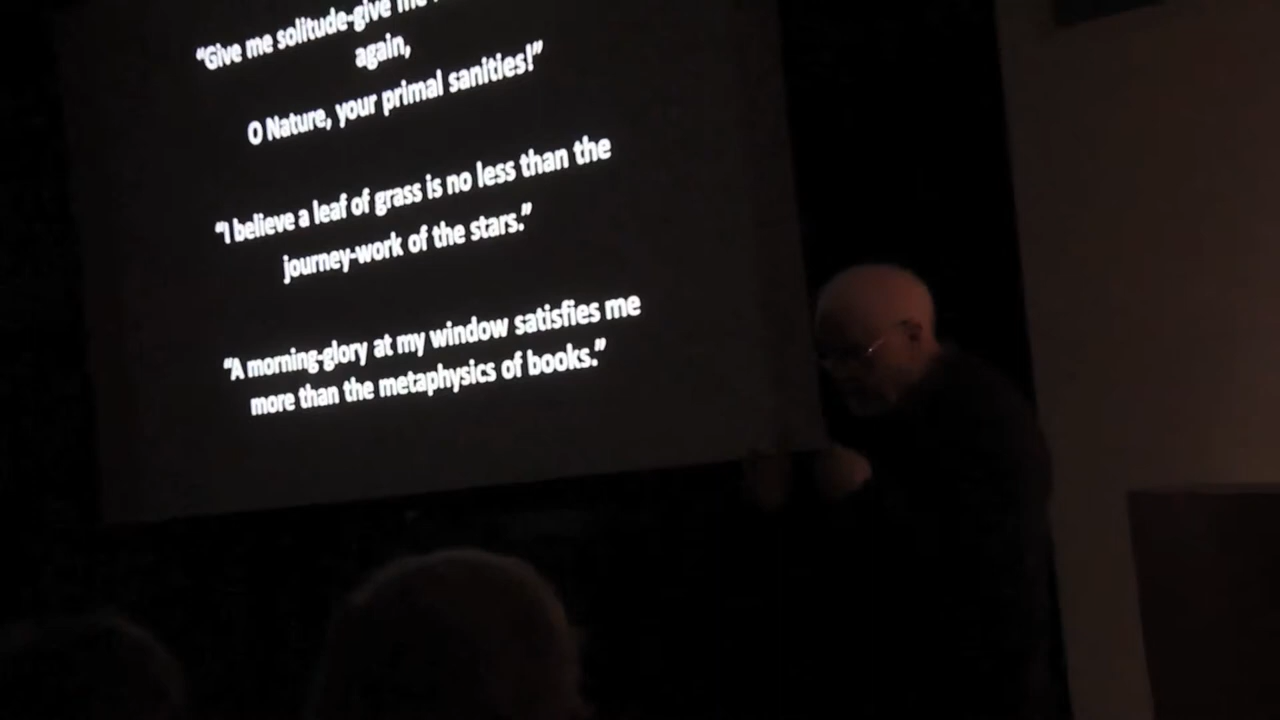 “Give me solitude-give me
again,
O Nature, your primal sanities!”
“I believe a leaf of grass is no less than the
journey-work of the stars.”
“A morning-glory at my window satisfies me
more than the metaphysics of books.”